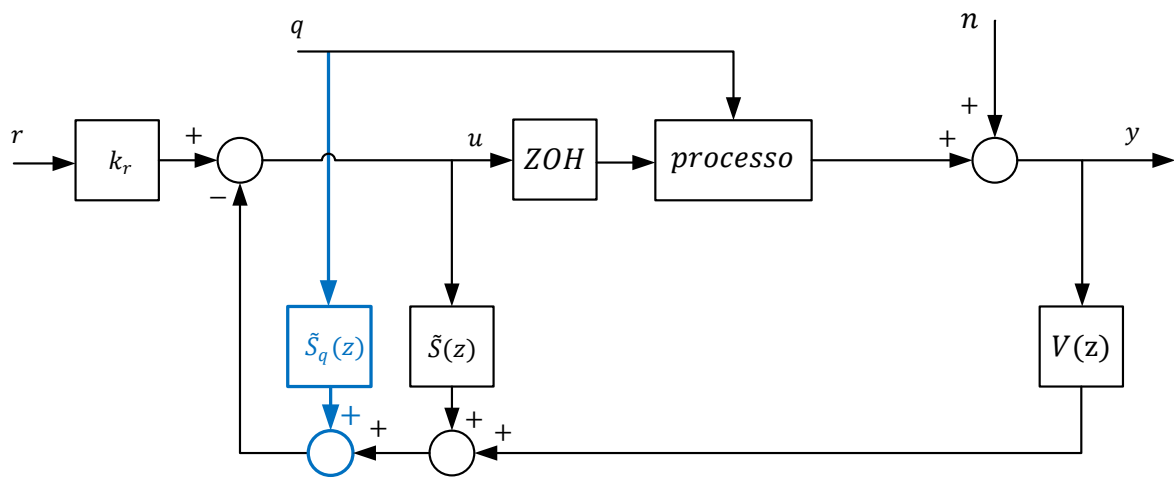 q
n
r
k_r
+
−
u
ZOH
processo
+
+
y
S̃_q(z)
S̃(z)
V(z)
+
+
+
+